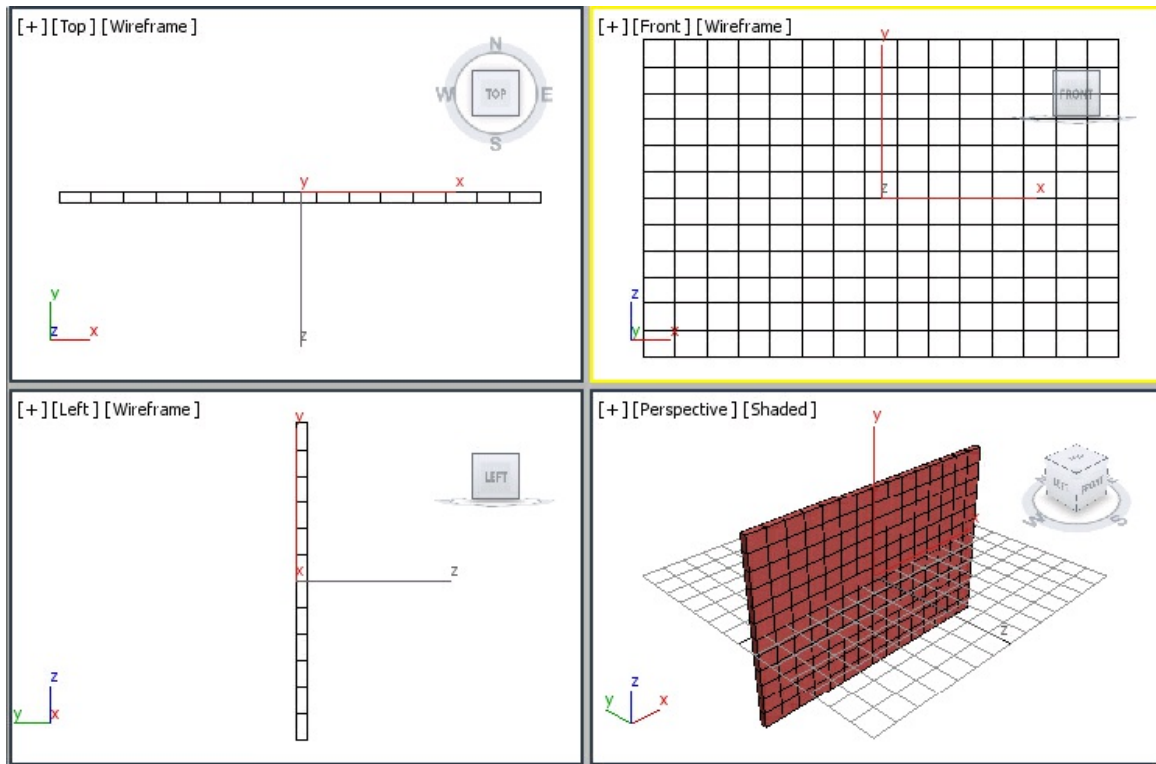 [+] [Top] [Wireframe]
N
W TOP E
S
y x
z
y
z x
[+] [Front] [Wireframe]
y
FRONT
z x
z
y x
[+] [Left] [Wireframe]
y
LEFT
x z
z
y x
[+] [Perspective] [Shaded]
y
LEFT FRONT
E
W S
x
z
z
y x